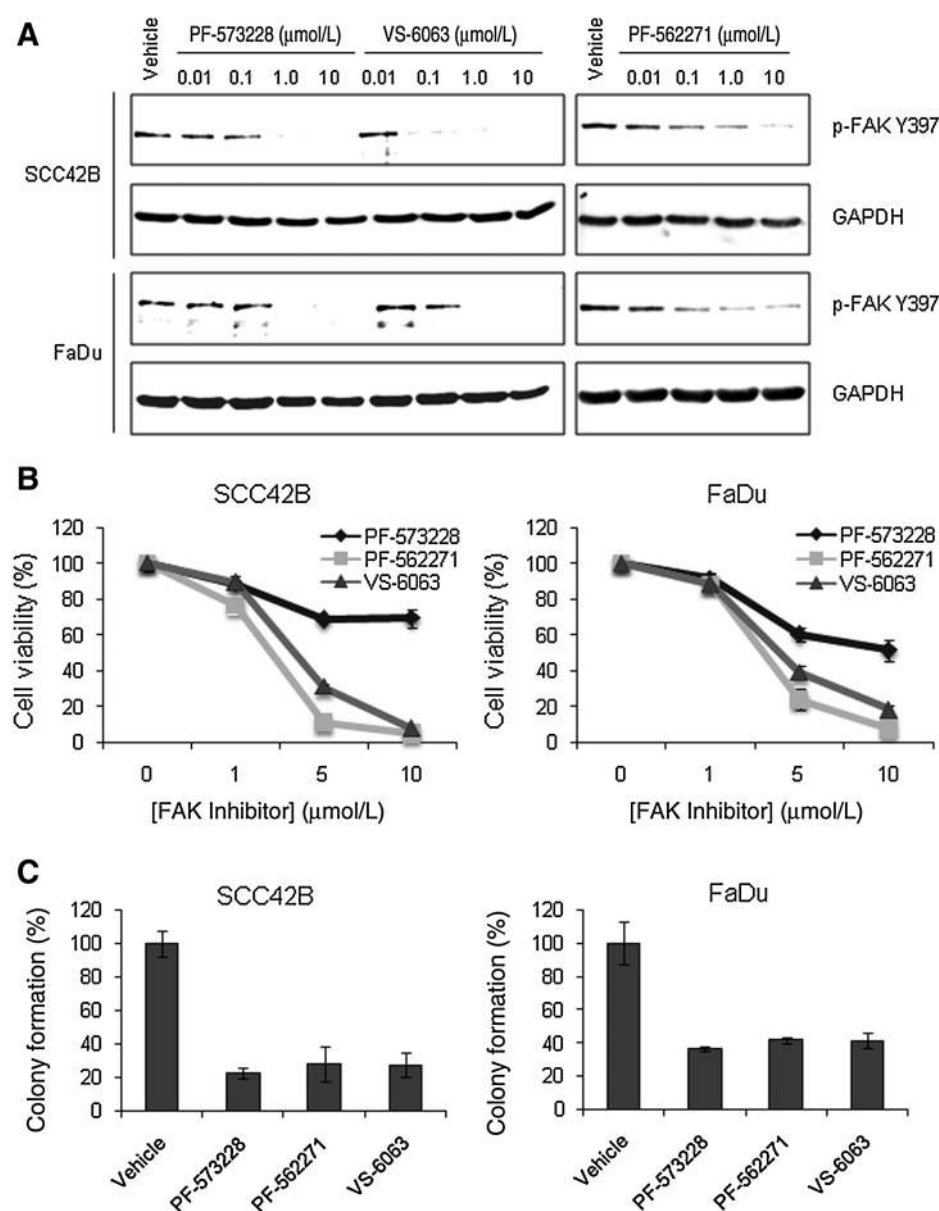 A
Vehicle
PF-573228 (μmol/L)
0.01 0.1 1.0 10
VS-6063 (μmol/L)
0.01 0.1 1.0 10
Vehicle
PF-562271 (μmol/L)
0.01 0.1 1.0 10
SCC42B
p-FAK Y397
GAPDH
FaDu
p-FAK Y397
GAPDH
B
SCC42B
Cell viability (%)
120
100
80
60
40
20
0
PF-573228
PF-562271
VS-6063
0 1 5 10
[FAK Inhibitor] (μmol/L)
FaDu
Cell viability (%)
120
100
80
60
40
20
0
PF-573228
PF-562271
VS-6063
0 1 5 10
[FAK Inhibitor] (μmol/L)
C
SCC42B
Colony formation (%)
120
100
80
60
40
20
0
Vehicle
PF-573228
PF-562271
VS-6063
FaDu
Colony formation (%)
120
100
80
60
40
20
0
Vehicle
PF-573228
PF-562271
VS-6063